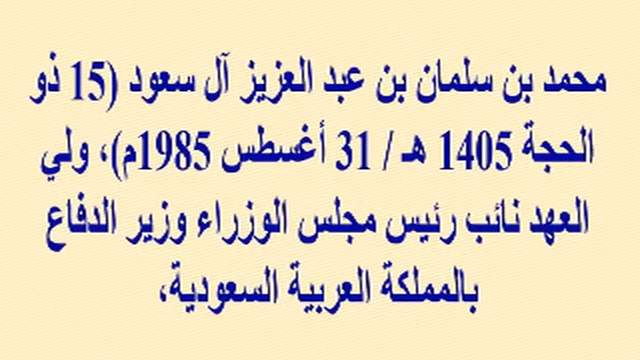 محمد بن سلمان بن عبد العزيز آل سعود (15 ذو
الحجة 1405 هـ / 31 أغسطس 1985م)، ولي
العهد نائب رئيس مجلس الوزراء وزير الدفاع
بالمملكة العربية السعودية،